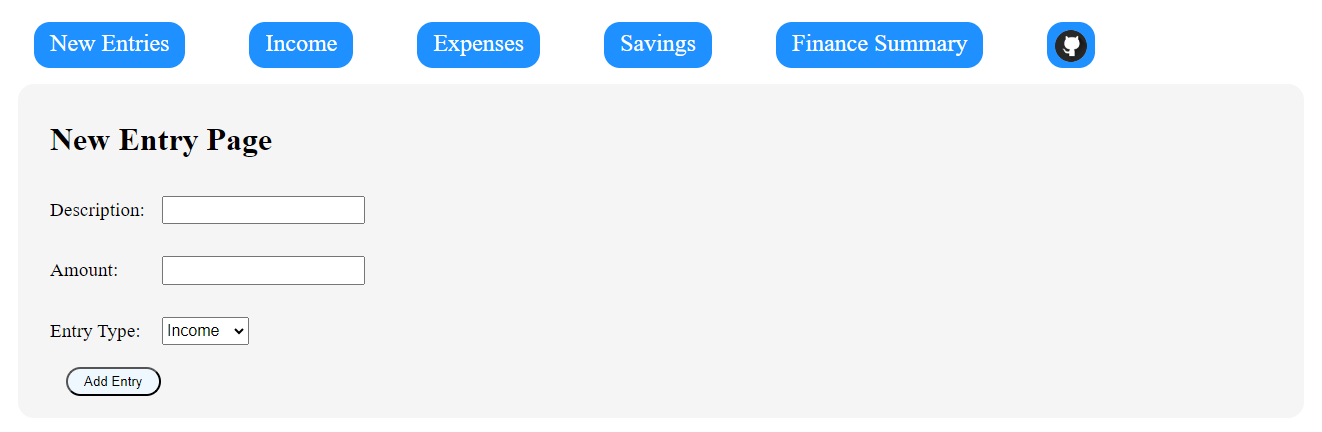 New Entries Income Expenses Savings Finance Summary
New Entry Page
Description:
Amount:
Entry Type: Income
Add Entry